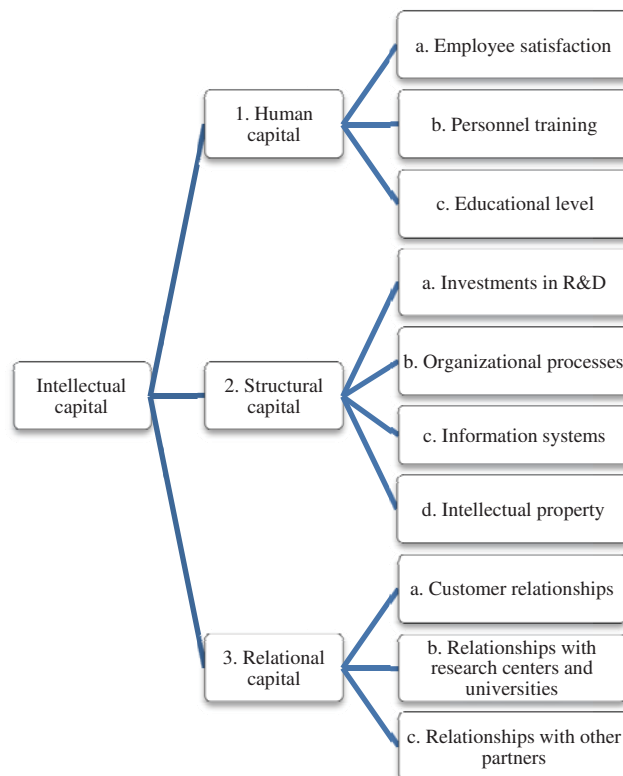 Intellectual
capital
1. Human
capital
a. Employee satisfaction
b. Personnel training
c. Educational level
2. Structural
capital
a. Investments in R&D
b. Organizational processes
c. Information systems
d. Intellectual property
3. Relational
capital
a. Customer relationships
b. Relationships with
research centers and
universities
c. Relationships with other
partners